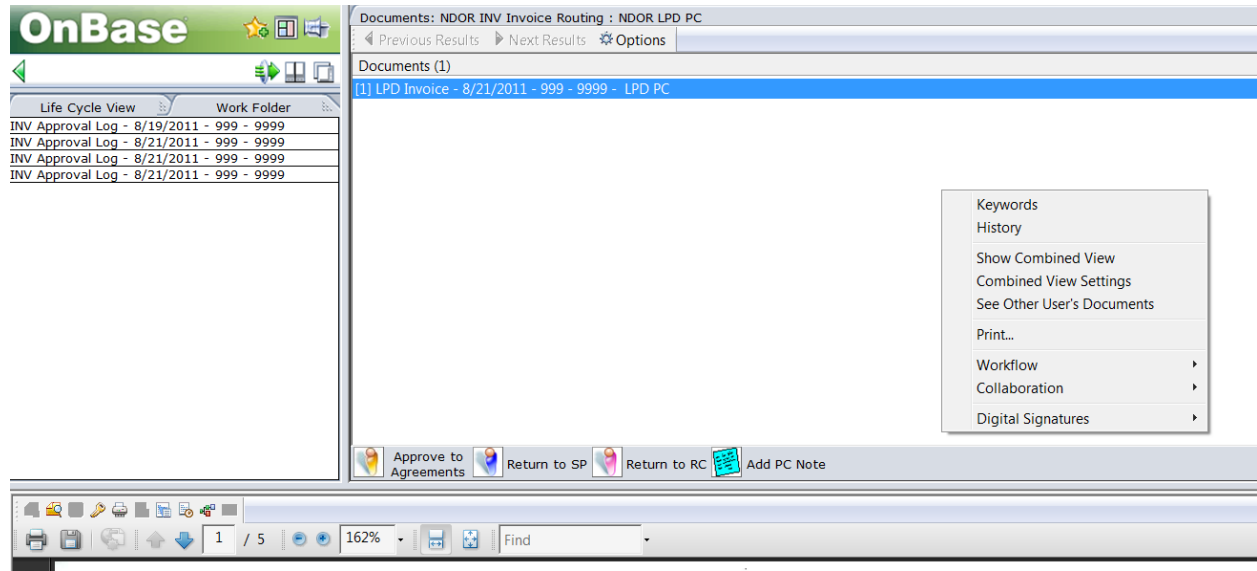 OnBase
Life Cycle View
Work Folder
INV Approval Log - 8/19/2011 - 999 - 9999
INV Approval Log - 8/21/2011 - 999 - 9999
INV Approval Log - 8/21/2011 - 999 - 9999
INV Approval Log - 8/21/2011 - 999 - 9999
Documents: NDOR INV Invoice Routing : NDOR LPD PC
Previous Results Next Results Options
Documents (1)
[1] LPD Invoice - 8/21/2011 - 999 - 9999 - LPD PC
Keywords
History
Show Combined View
Combined View Settings
See Other User's Documents
Print...
Workflow
Collaboration
Digital Signatures
Approve to
Agreements
Return to SP
Return to RC
Add PC Note
1 / 5 162% Find